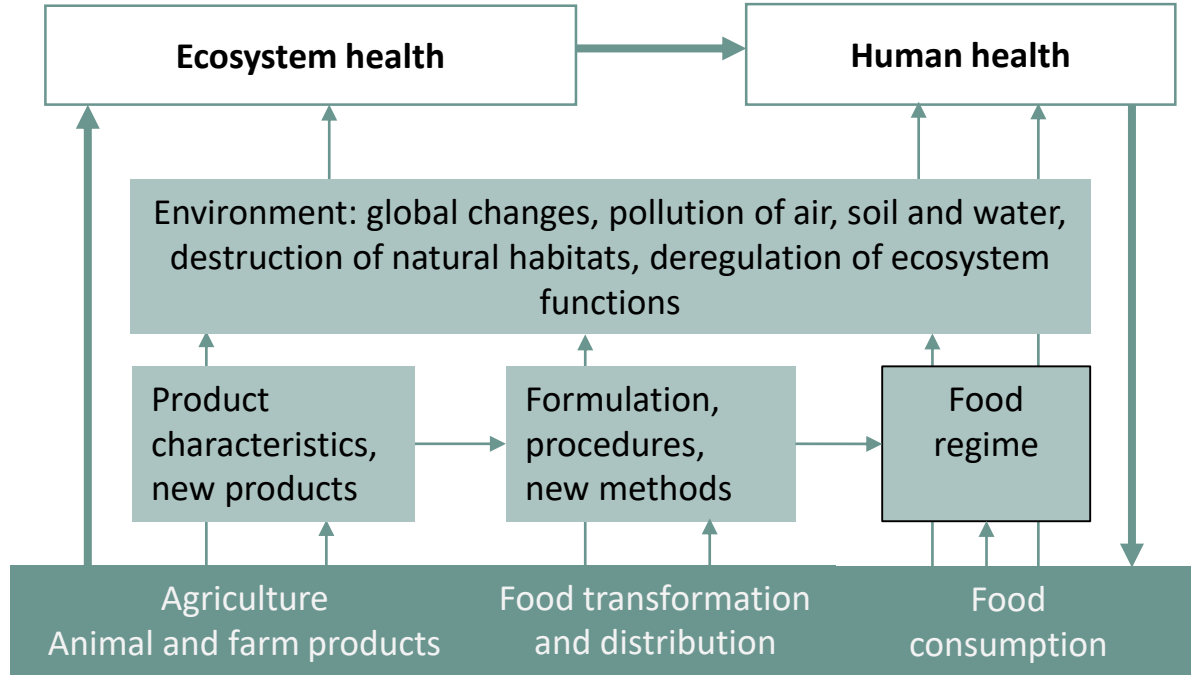 Ecosystem health
Human health
Environment: global changes, pollution of air, soil and water,
destruction of natural habitats, deregulation of ecosystem
functions
Product
characteristics,
new products
Formulation,
procedures,
new methods
Food
regime
Agriculture
Animal and farm products
Food transformation
and distribution
Food
consumption